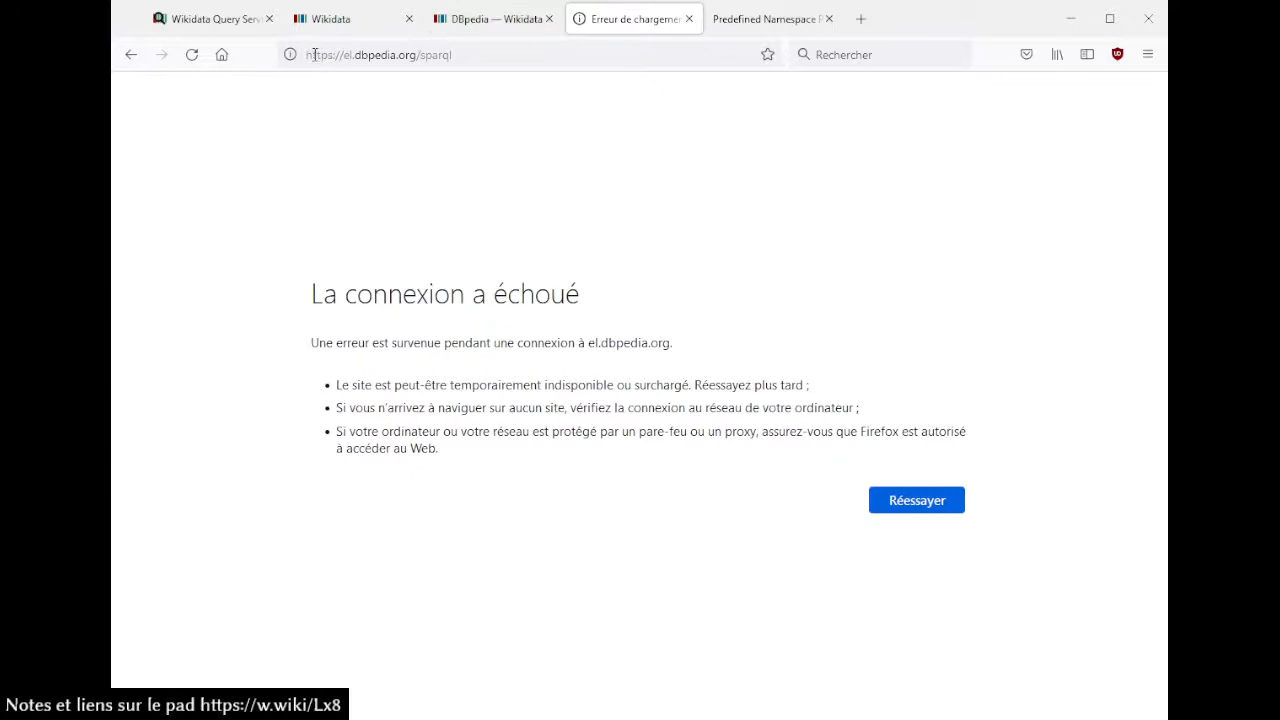 Wikidata Query Serv
Wikidata
DBpedia — Wikidata
Erreur de chargemen
Predefined Namespace P
https://el.dbpedia.org/sparql
Rechercher
La connexion a échoué
Une erreur est survenue pendant une connexion à el.dbpedia.org.
• Le site est peut-être temporairement indisponible ou surchargé. Réessayez plus tard ;
• Si vous n'arrivez à naviguer sur aucun site, vérifiez la connexion au réseau de votre ordinateur ;
• Si votre ordinateur ou votre réseau est protégé par un pare-feu ou un proxy, assurez-vous que Firefox est autorisé
à accéder au Web.
Réessayer
Notes et liens sur le pad https://w.wiki/Lx8